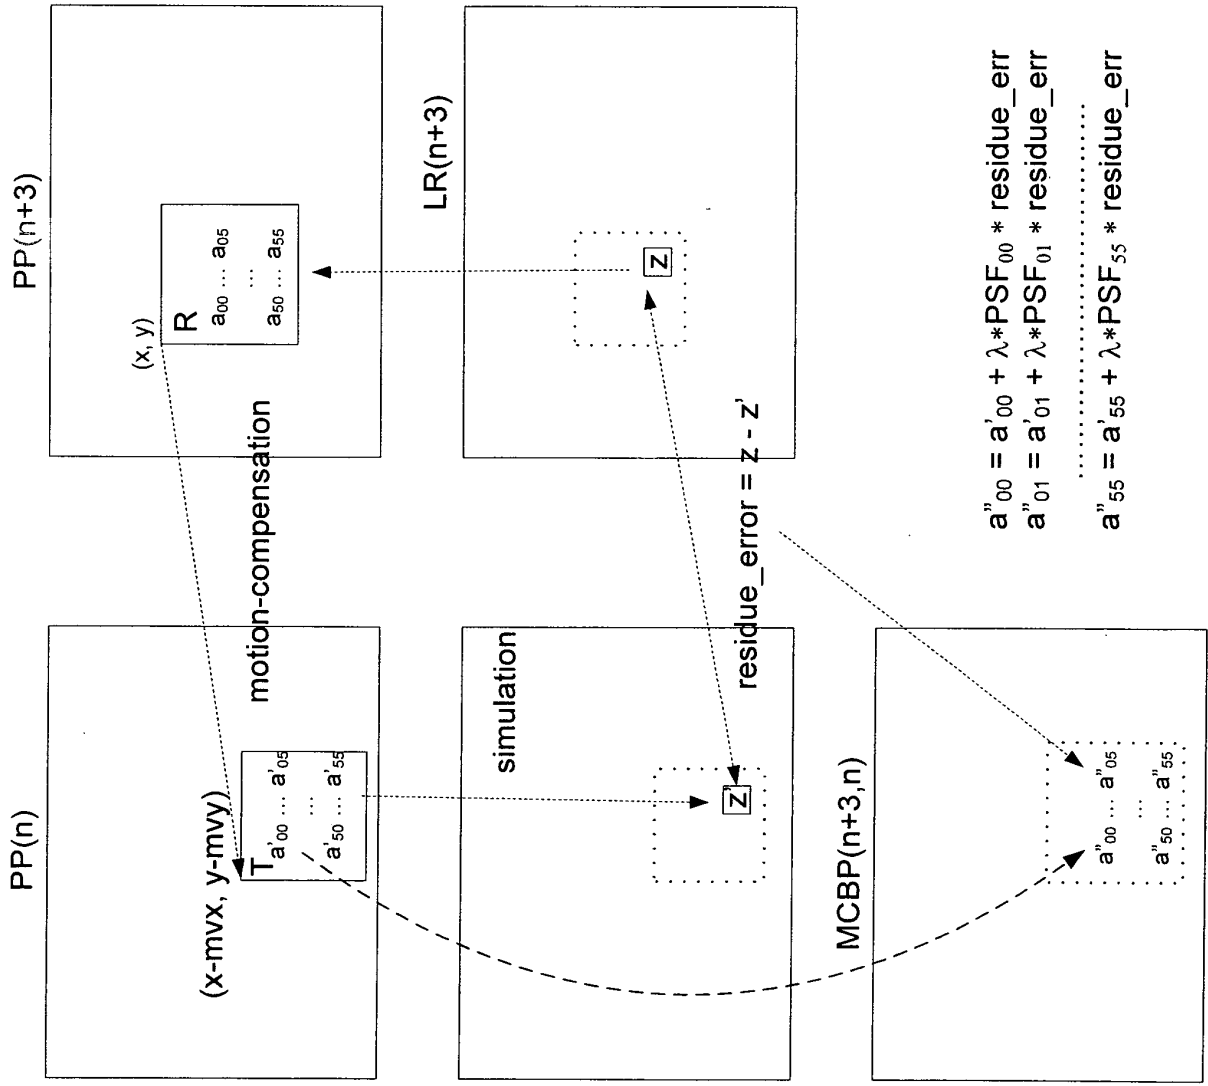 PP(n)
(x-mvx, y-mvy)
T
a'00 ... a'05
...
a'50 ... a'55
motion-compensation
PP(n+3)
(x, y)
R
a00 ... a05
...
a50 ... a55
simulation
z'
LR(n+3)
z
residue_error = z - z'
MCBP(n+3,n)
a"00 ... a"05
...
a"50 ... a"55
a"00 = a'00 + λ*PSF00 * residue_err
a"01 = a'01 + λ*PSF01 * residue_err
..............................
a"55 = a'55 + λ*PSF55 * residue_err